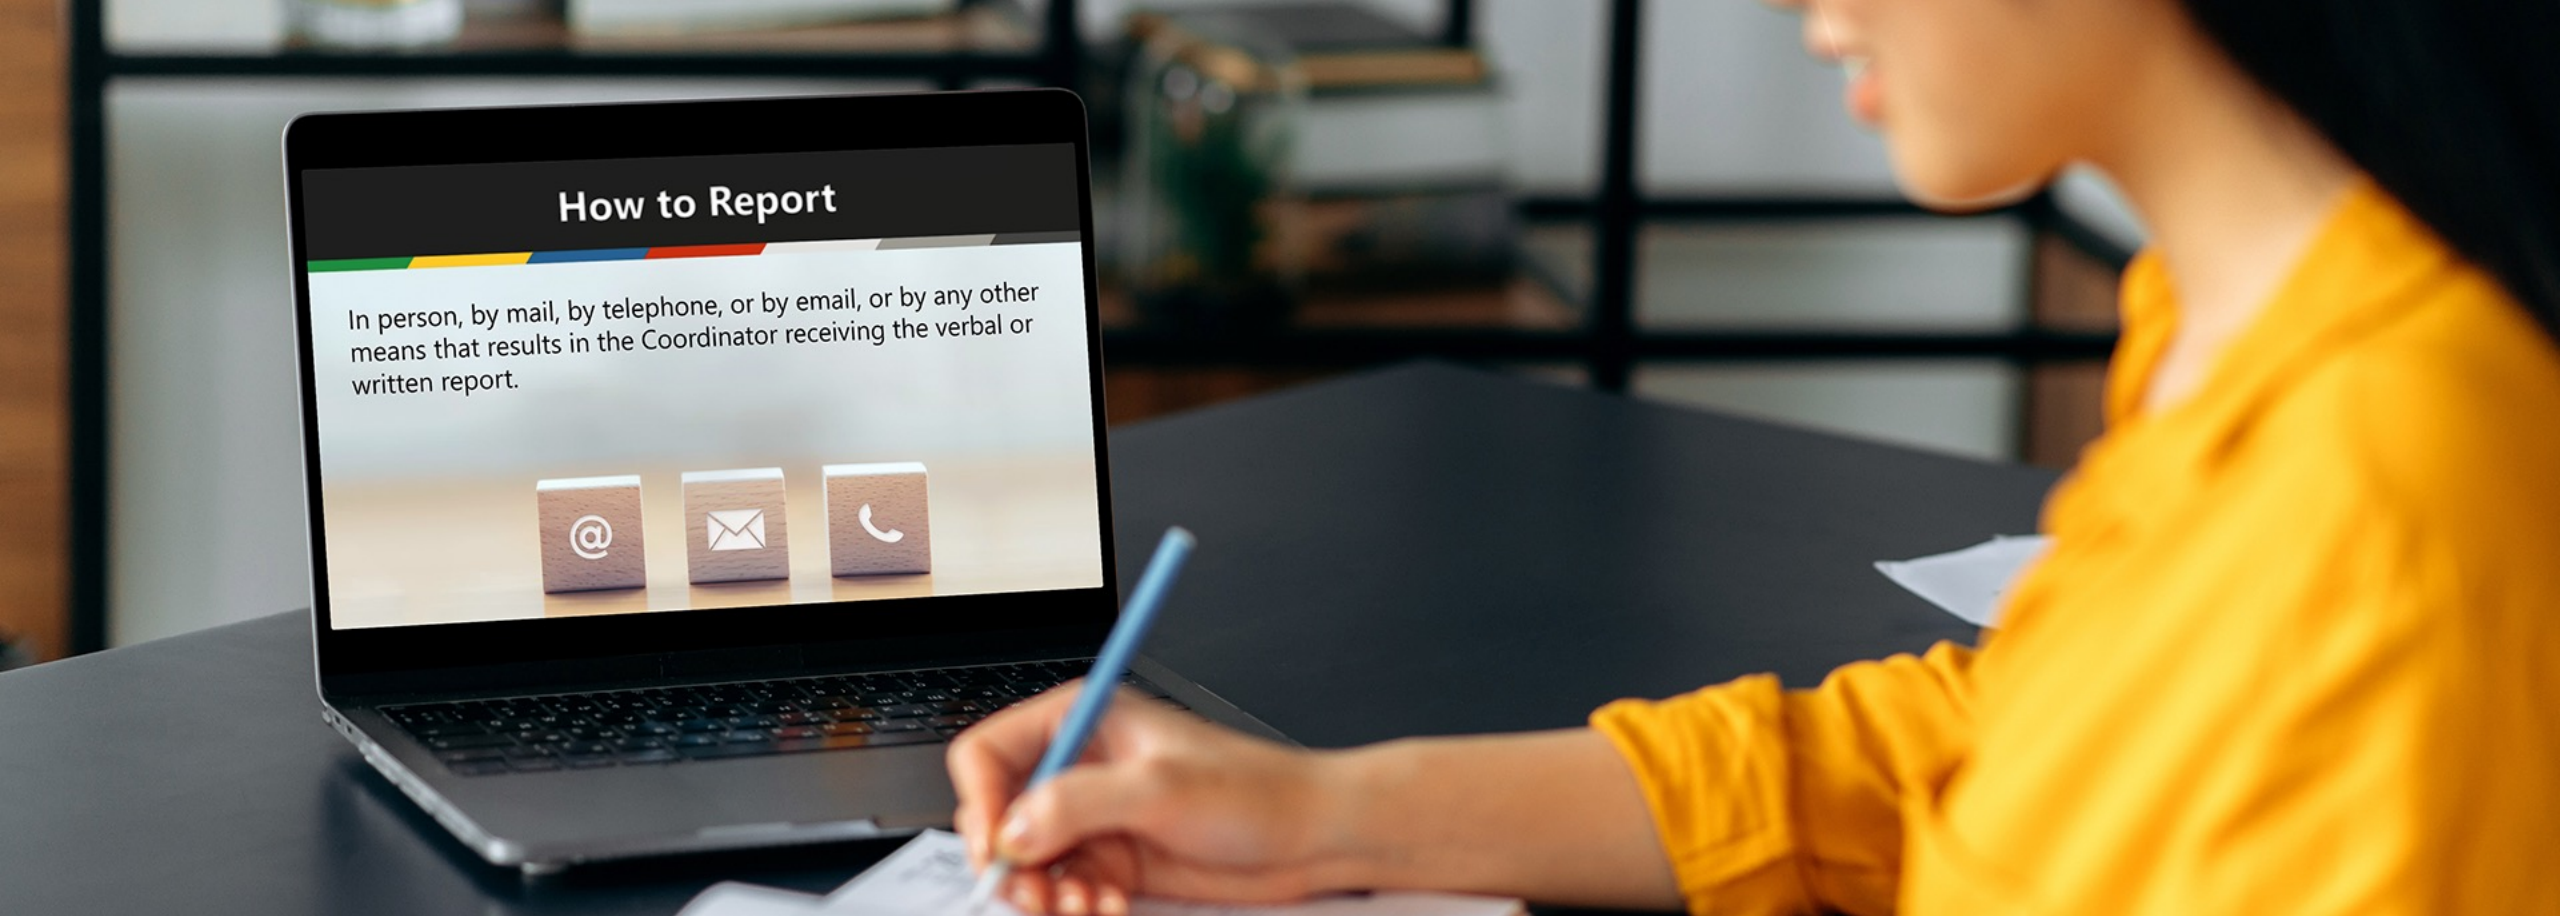 How to Report
In person, by mail, by telephone, or by email, or by any other
means that results in the Coordinator receiving the verbal or
written report.
@